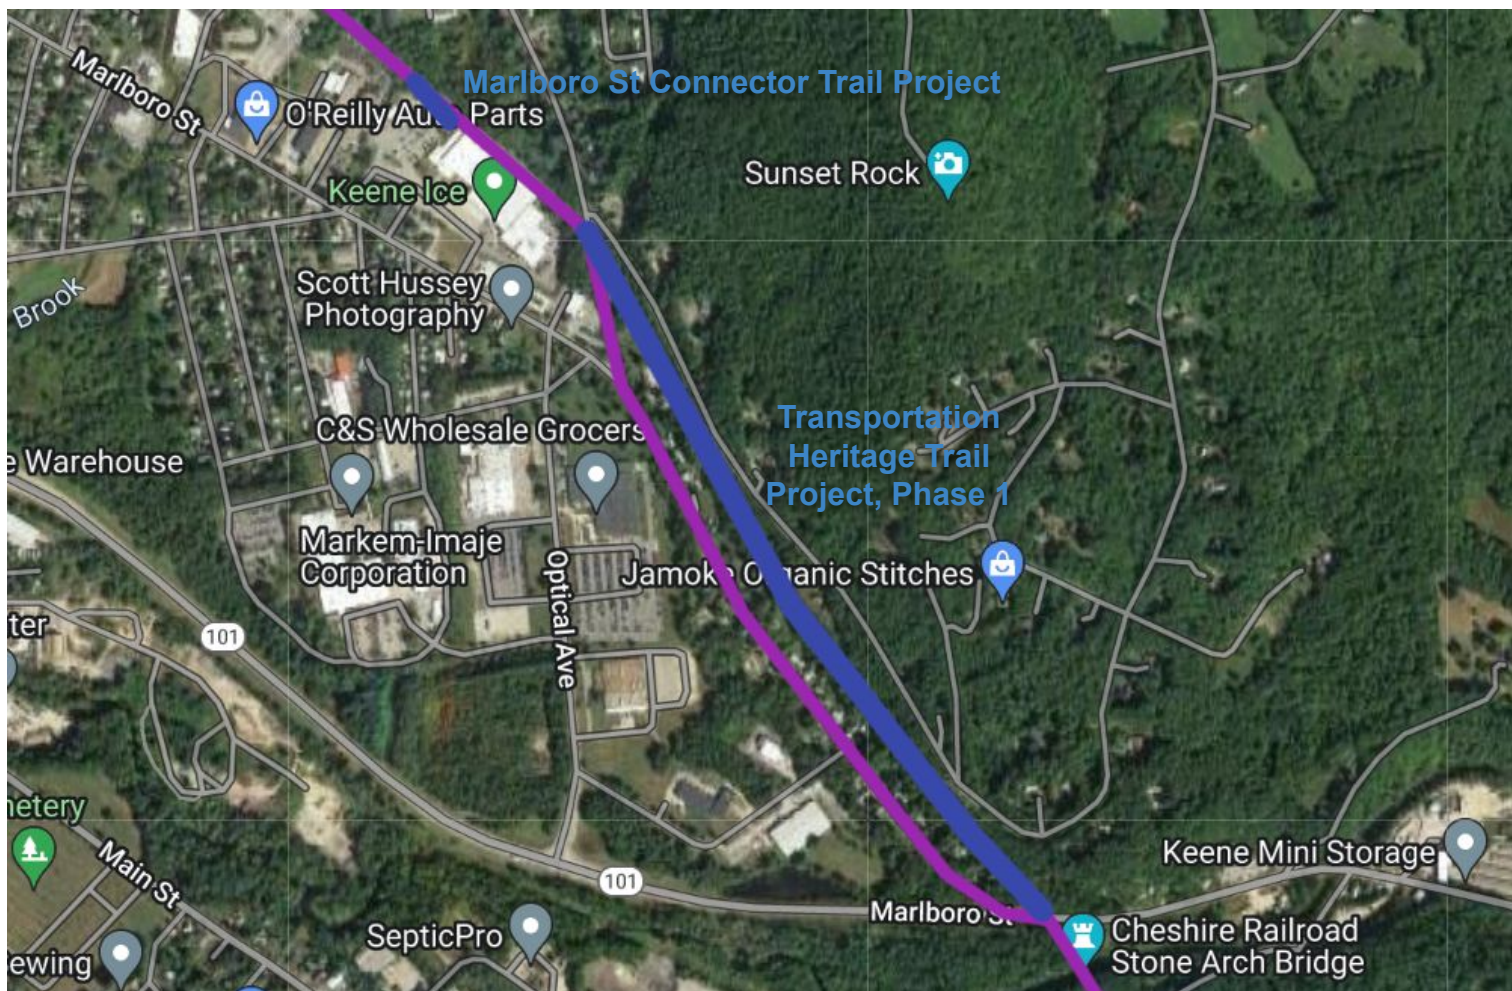 Marlboro St Connector Trail Project
Marlboro St
O'Reilly Auto Parts
Sunset Rock
Keene Ice
Scott Hussey
Photography
Brook
Transportation
Heritage Trail
Project, Phase 1
C&S Wholesale Grocers
e Warehouse
Markem-Imaje
Corporation
Optical Ave
Jamoke Organic Stitches
ter
101
metery
Main St
101
Keene Mini Storage
Marlboro St
SepticPro
Cheshire Railroad
Stone Arch Bridge
ewing